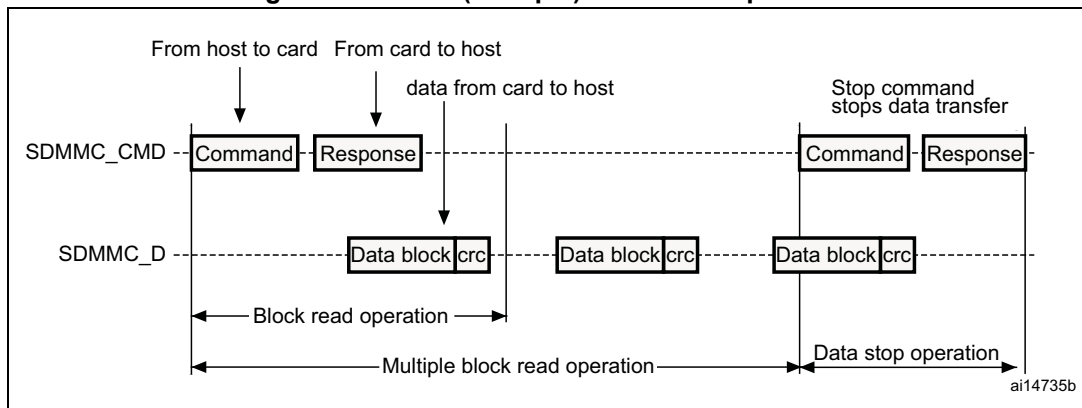 From host to card From card to host
data from card to host
Stop command
stops data transfer
SDMMC_CMD Command Response Command Response
SDMMC_D Data block crc Data block crc Data block crc
Block read operation
Data stop operation
Multiple block read operation
ai14735b